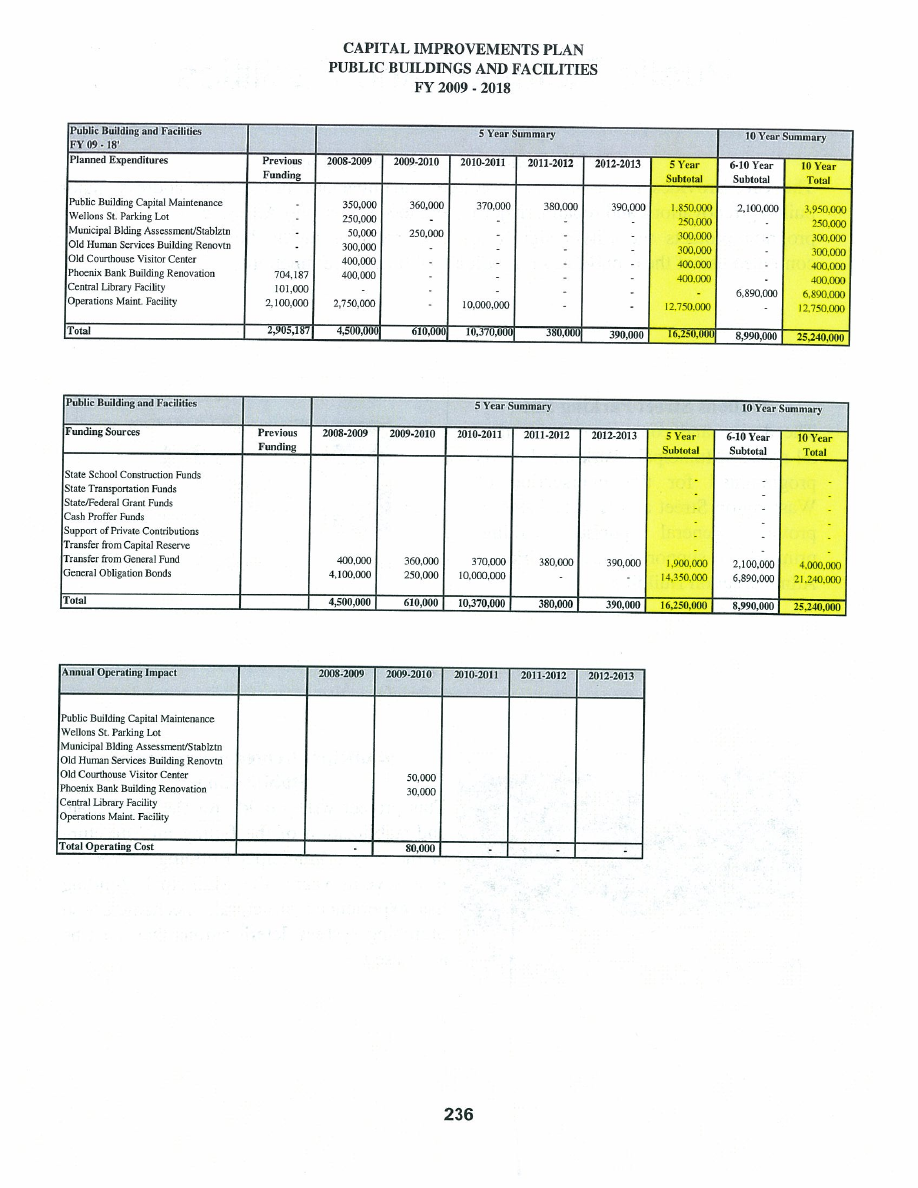 CAPITAL IMPROVEMENTS PLAN
PUBLIC BUILDINGS AND FACILITIES
FY 2009 - 2018
Public Building and Facilities 5 Year Summary 10 Year Summary
FY 09 - 18'
Planned Expenditures Previous 2008-2009 2009-2010 2010-2011 2011-2012 2012-2013 5 Year 6-10 Year 10 Year
Funding Subtotal Subtotal Total
Public Building Capital Maintenance - 350,000 360,000 370,000 380,000 390,000 1,850,000 2,100,000 3,950,000
Wellons St. Parking Lot - 250,000 - - - - 250,000 - 250,000
Municipal Blding Assessment/Stablztn - 50,000 250,000 - - - 300,000 - 300,000
Old Human Services Building Renovtn - 300,000 - - - - 300,000 - 300,000
Old Courthouse Visitor Center - 400,000 - - - - 400,000 - 400,000
Phoenix Bank Building Renovation 704,187 400,000 - - - - 400,000 - 400,000
Central Library Facility 101,000 - - - - - - 6,890,000 6,890,000
Operations Maint. Facility 2,100,000 2,750,000 - 10,000,000 - - 12,750,000 - 12,750,000
Total 2,905,187 4,500,000 610,000 10,370,000 380,000 390,000 16,250,000 8,990,000 25,240,000
Public Building and Facilities 5 Year Summary 10 Year Summary
Funding Sources Previous 2008-2009 2009-2010 2010-2011 2011-2012 2012-2013 5 Year 6-10 Year 10 Year
Funding Subtotal Subtotal Total
State School Construction Funds - - -
State Transportation Funds - - -
State/Federal Grant Funds - - -
Cash Proffer Funds - - -
Support of Private Contributions - - -
Transfer from Capital Reserve - - -
Transfer from General Fund 400,000 360,000 370,000 380,000 390,000 1,900,000 2,100,000 4,000,000
General Obligation Bonds 4,100,000 250,000 10,000,000 - - 14,350,000 6,890,000 21,240,000
Total 4,500,000 610,000 10,370,000 380,000 390,000 16,250,000 8,990,000 25,240,000
Annual Operating Impact 2008-2009 2009-2010 2010-2011 2011-2012 2012-2013
Public Building Capital Maintenance
Wellons St. Parking Lot
Municipal Blding Assessment/Stablztn
Old Human Services Building Renovtn
Old Courthouse Visitor Center 50,000
Phoenix Bank Building Renovation 30,000
Central Library Facility
Operations Maint. Facility
Total Operating Cost - 80,000 - - -
236